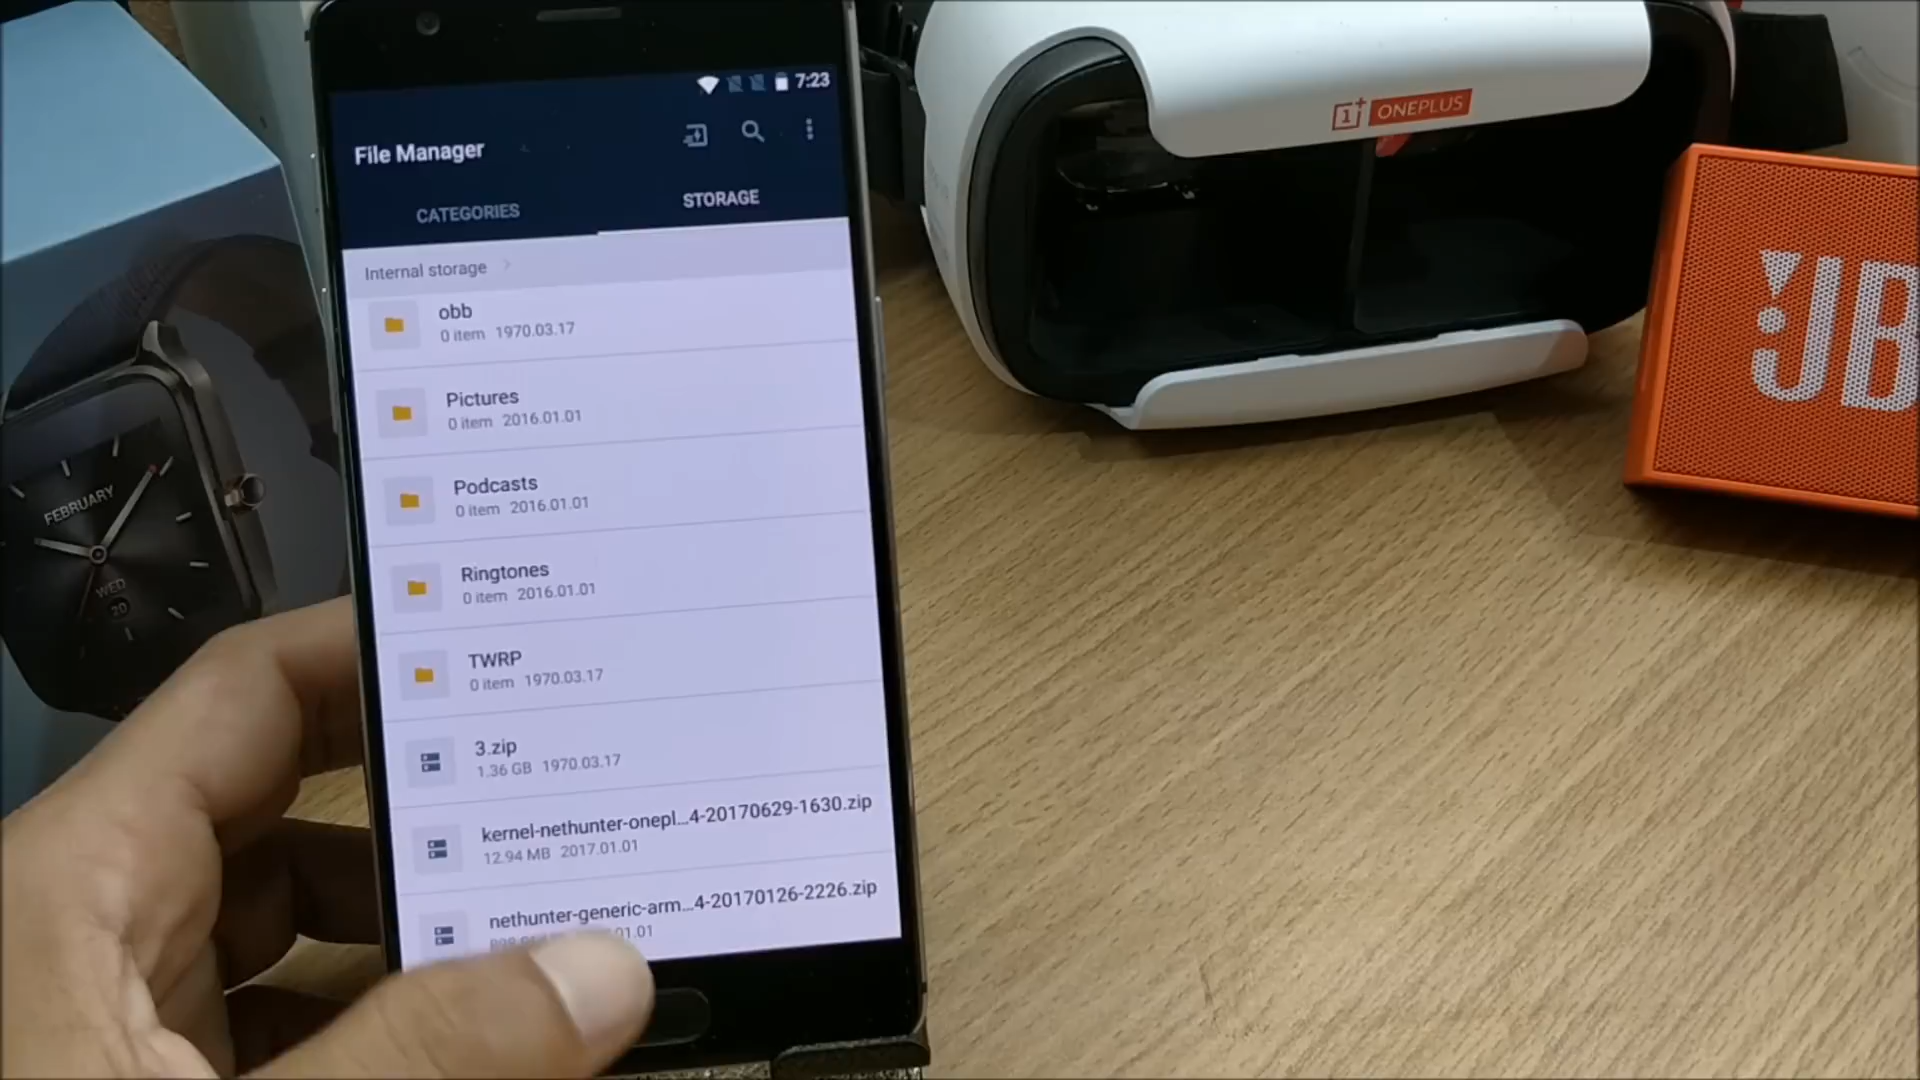 7:23
File Manager
CATEGORIES
STORAGE
Internal storage
obb
0 item 1970.03.17
Pictures
0 item 2016.01.01
Podcasts
0 item 2016.01.01
Ringtones
0 item 2016.01.01
TWRP
0 item 1970.03.17
3.zip
1.36 GB 1970.03.17
kernel-nethunter-onepl...4-20170629-1630.zip
12.94 MB 2017.01.01
nethunter-generic-arm...4-20170126-2226.zip
01.01
ONEPLUS
JB
FEBRUARY
WED
20